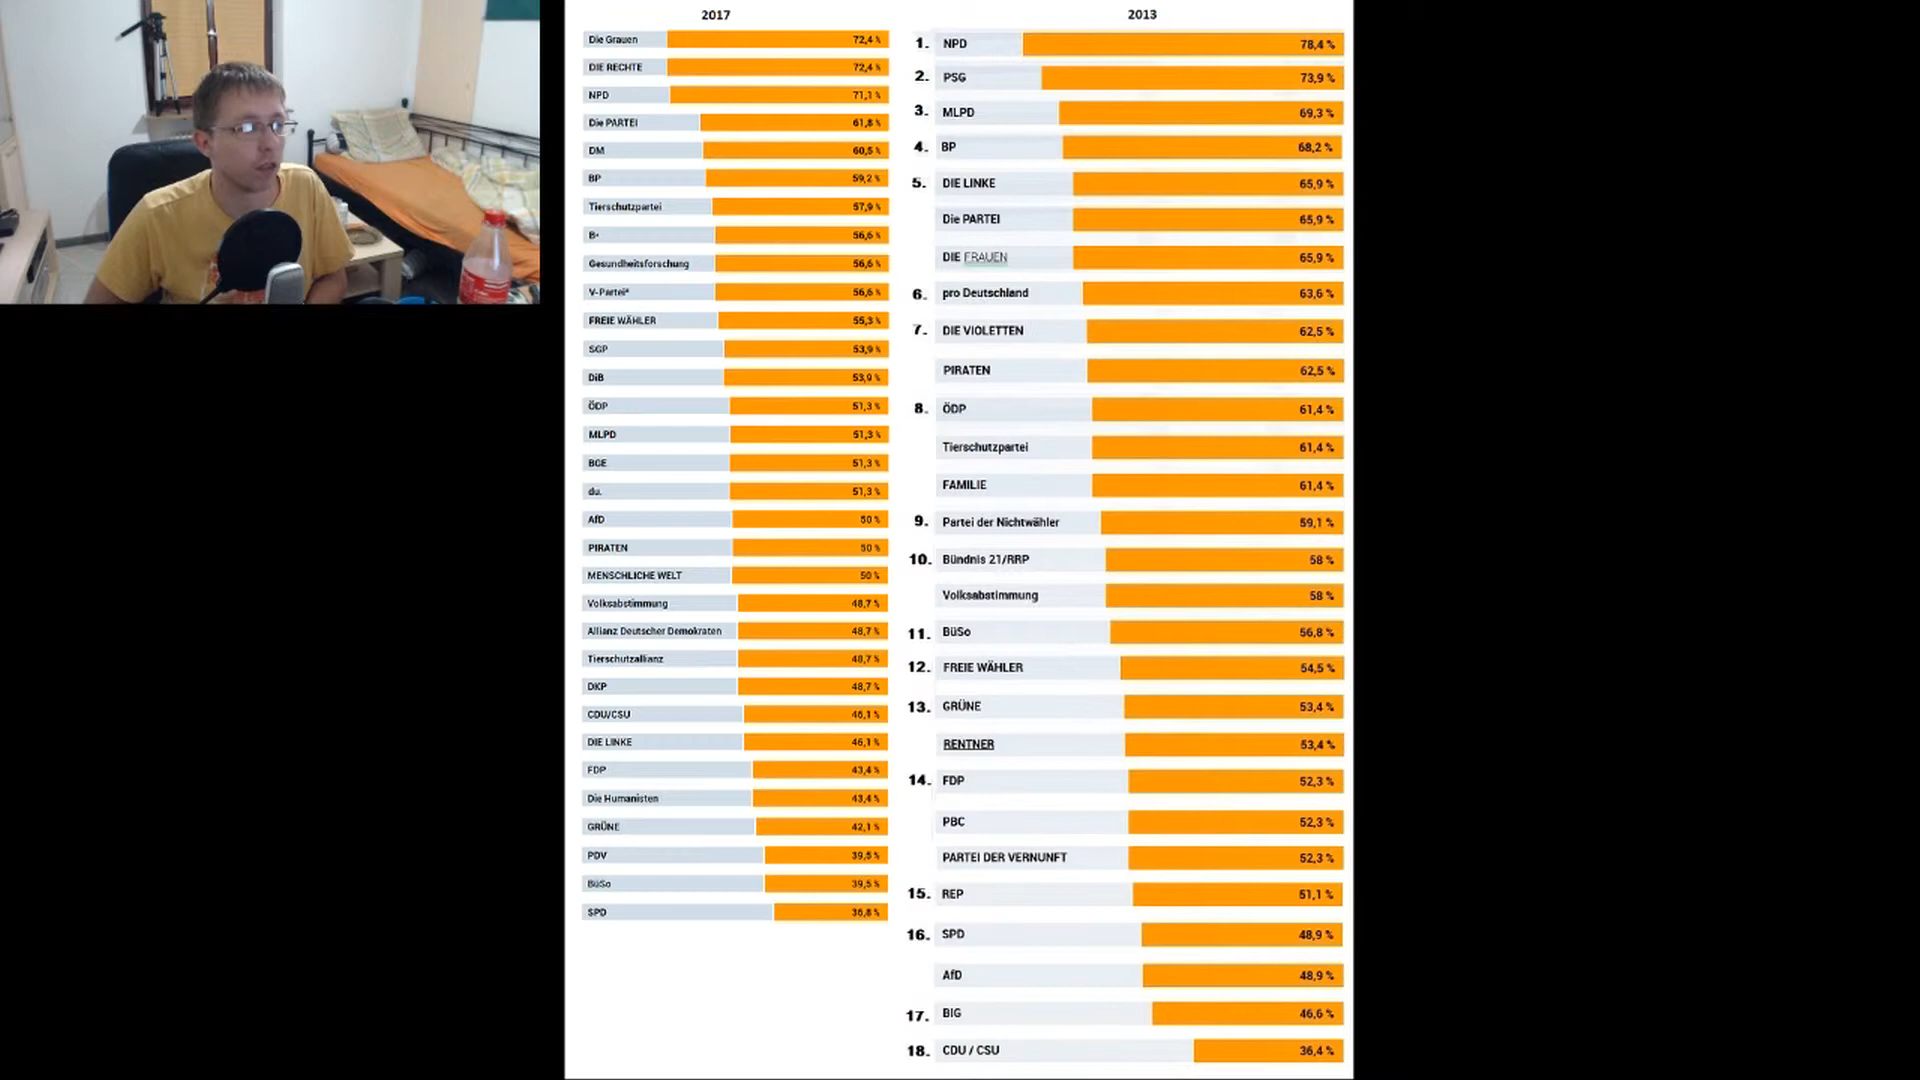 2017
Die Grauen 72,4 %
DIE RECHTE 72,4 %
NPD 71,1 %
Die PARTEI 61,8 %
DM 60,5 %
BP 59,2 %
Tierschutzpartei 57,9 %
B* 56,6 %
Gesundheitsforschung 56,6 %
V-Partei³ 56,6 %
FREIE WÄHLER 55,3 %
SGP 53,9 %
DiB 53,9 %
ÖDP 51,3 %
MLPD 51,3 %
BGE 51,3 %
du. 51,3 %
AfD 50 %
PIRATEN 50 %
MENSCHLICHE WELT 50 %
Volksabstimmung 48,7 %
Allianz Deutscher Demokraten 48,7 %
Tierschutzallianz 48,7 %
DKP 48,7 %
CDU/CSU 46,1 %
DIE LINKE 46,1 %
FDP 43,4 %
Die Humanisten 43,4 %
GRÜNE 42,1 %
PDV 39,5 %
BüSo 39,5 %
SPD 36,8 %
2013
1. NPD 78,4 %
2. PSG 73,9 %
3. MLPD 69,3 %
4. BP 68,2 %
5. DIE LINKE 65,9 %
Die PARTEI 65,9 %
DIE FRAUEN 65,9 %
6. pro Deutschland 63,6 %
7. DIE VIOLETTEN 62,5 %
PIRATEN 62,5 %
8. ÖDP 61,4 %
Tierschutzpartei 61,4 %
FAMILIE 61,4 %
9. Partei der Nichtwähler 59,1 %
10. Bündnis 21/RRP 58 %
Volksabstimmung 58 %
11. BüSo 56,8 %
12. FREIE WÄHLER 54,5 %
13. GRÜNE 53,4 %
RENTNER 53,4 %
14. FDP 52,3 %
PBC 52,3 %
PARTEI DER VERNUNFT 52,3 %
15. REP 51,1 %
16. SPD 48,9 %
AfD 48,9 %
17. BIG 46,6 %
18. CDU / CSU 36,4 %